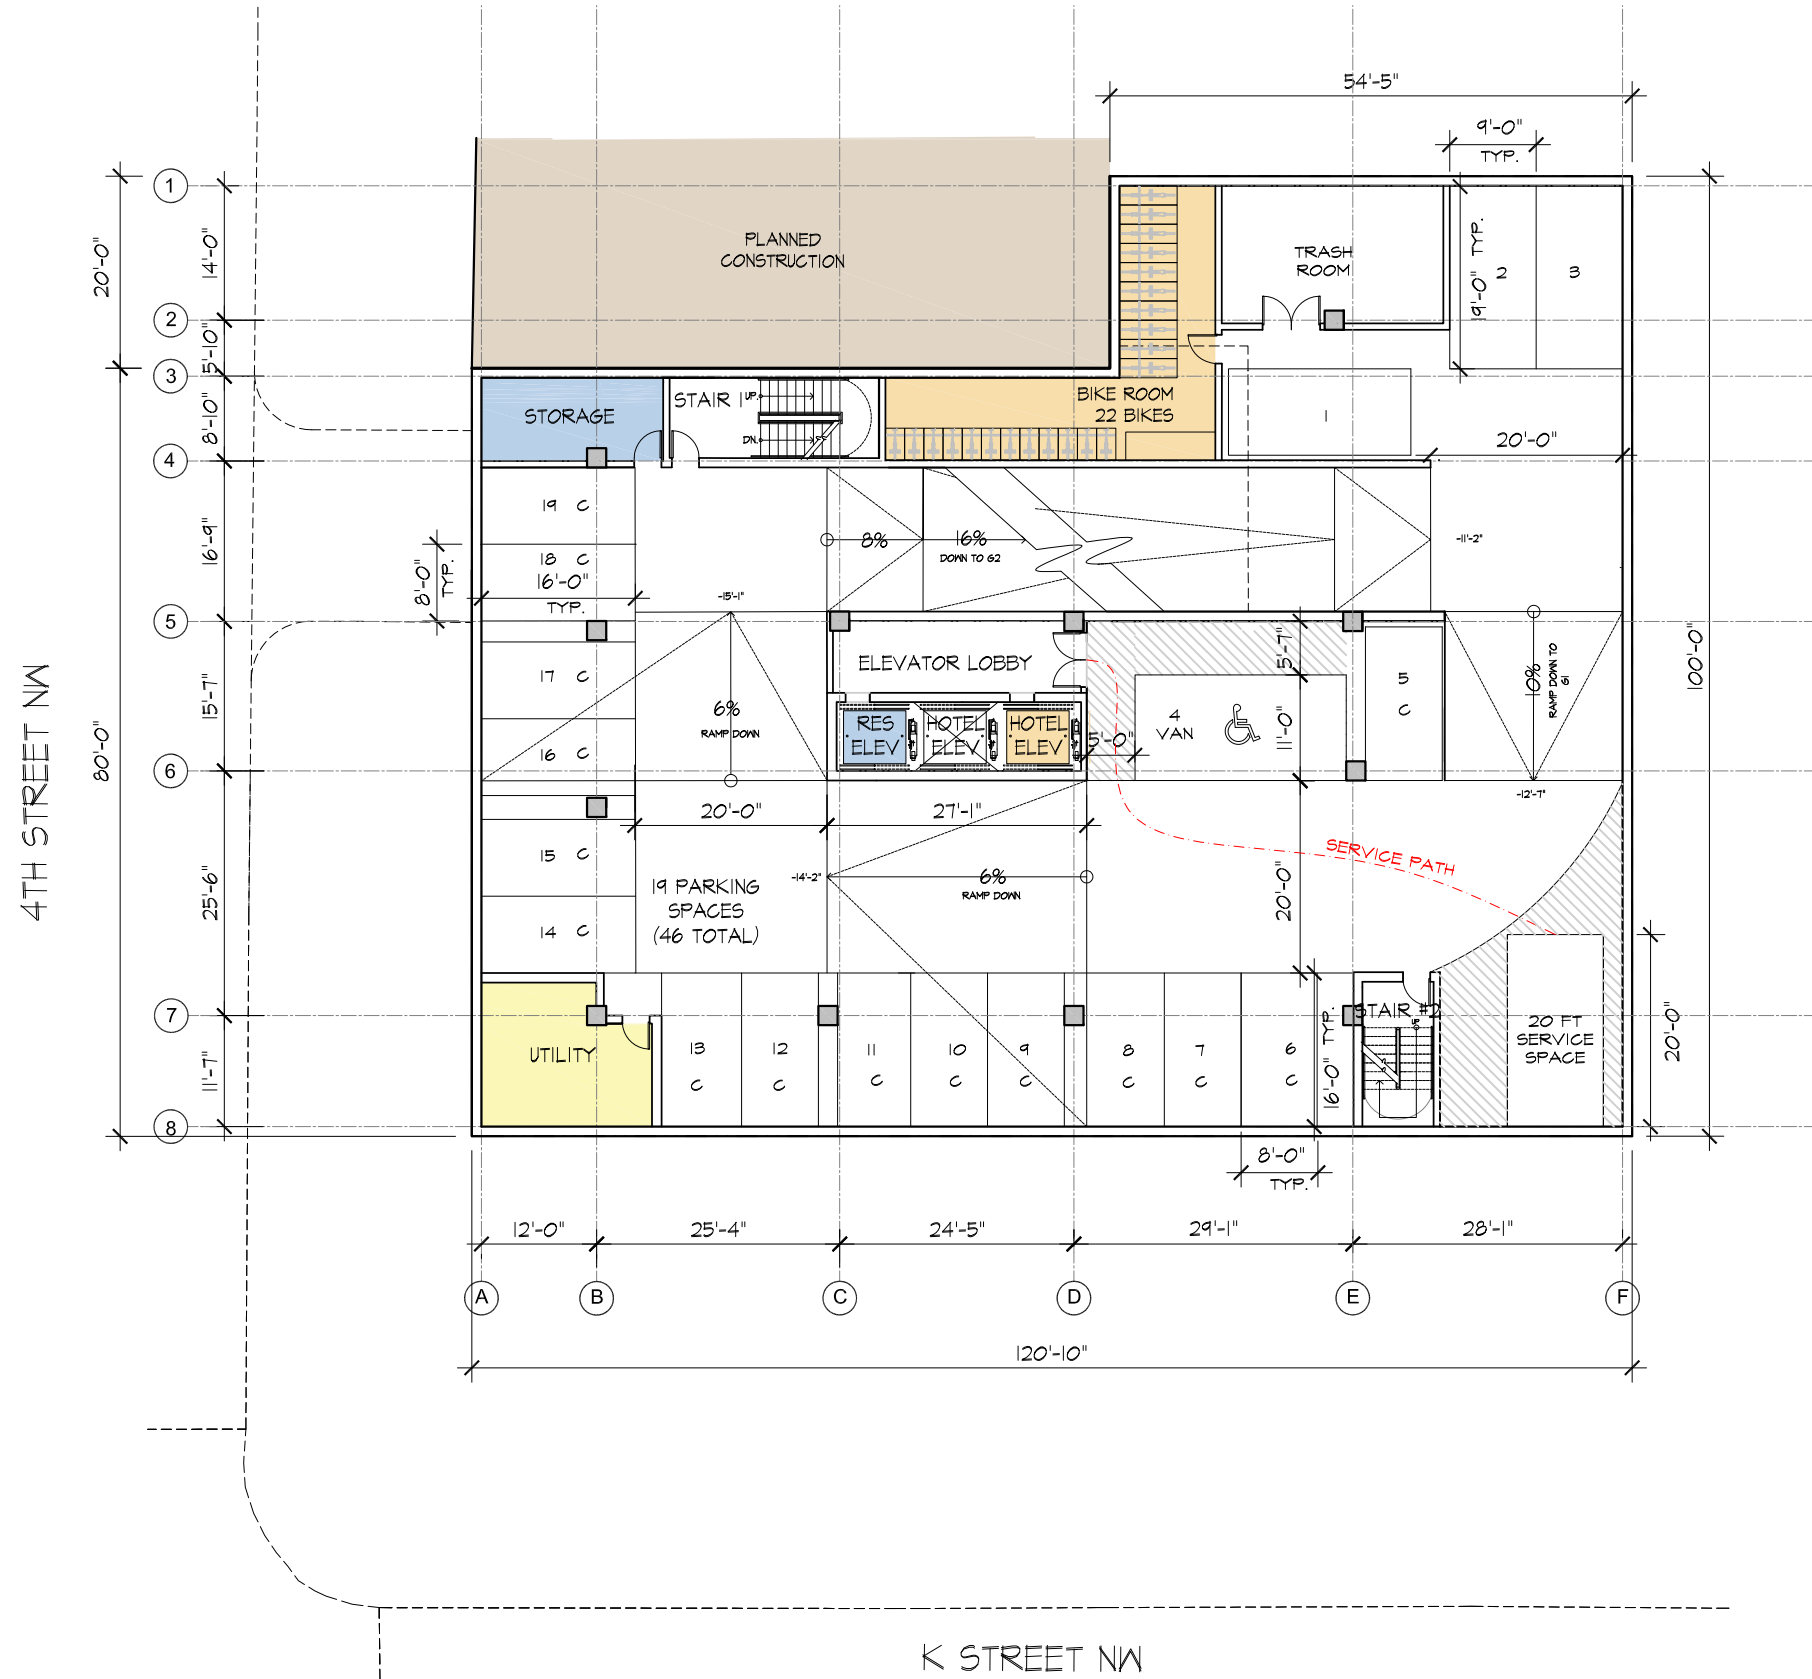 54'-5"
9'-0"
TYP.
1
20'-0"
14'-0"
PLANNED
CONSTRUCTION
TRASH
ROOM
19'-0" TYP.
2
3
2
5'-10"
3
8'-10"
STORAGE
STAIR 1
UP.
DN.
BIKE ROOM
22 BIKES
1
20'-0"
4
16'-9"
19 C
18 C
16'-0"
TYP.
8'-0"
TYP.
8%
16%
DOWN TO G2
-11'-2"
-15'-1"
5
15'-7"
17 C
16 C
6%
RAMP DOWN
ELEVATOR LOBBY
RES
ELEV
HOTEL
ELEV
HOTEL
ELEV
5'-0"
4
VAN
5'-7"
11'-0"
5
C
10%
RAMP DOWN TO
G1
-12'-7"
100'-0"
4TH STREET NW
80'-0"
6
20'-0"
27'-1"
25'-6"
15 C
14 C
19 PARKING
SPACES
(46 TOTAL)
-14'-2"
6%
RAMP DOWN
20'-0"
SERVICE PATH
7
11'-7"
UTILITY
13
C
12
C
11
C
10
C
9
C
8
C
7
C
6
C
16'-0" TYP.
STAIR #2
UP
20 FT
SERVICE
SPACE
20'-0"
8
8'-0"
TYP.
12'-0"
25'-4"
24'-5"
29'-1"
28'-1"
A
B
C
D
E
F
120'-10"
K STREET NW